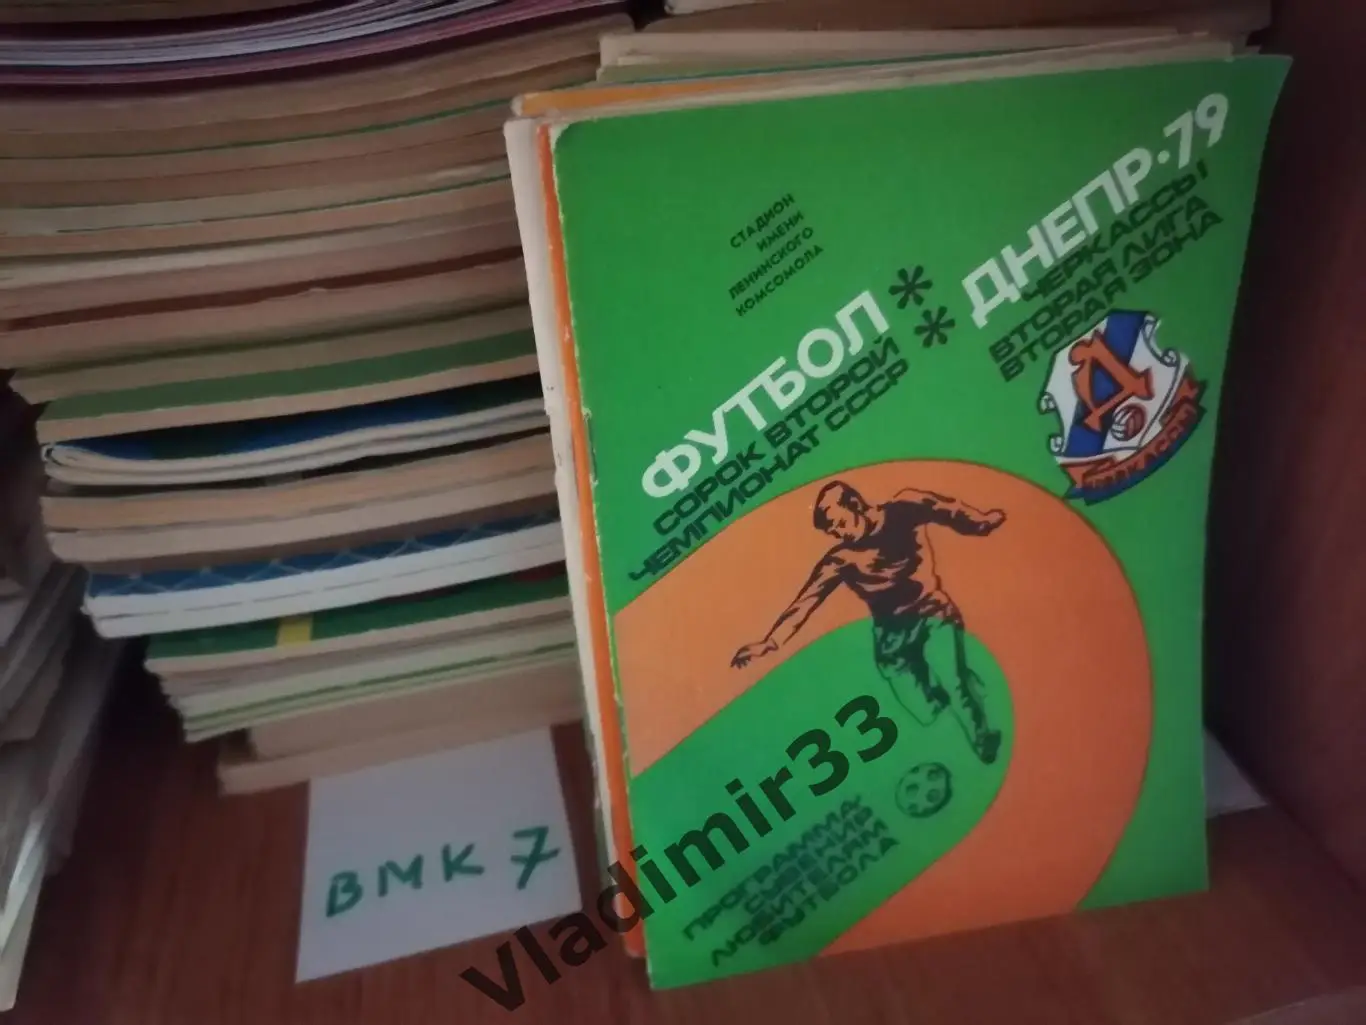 СТАДИОН
ИМЕНИ
ЛЕНИНСКОГО
КОМСОМОЛА
ФУТБОЛ
СОРОК ВТОРОЙ
ЧЕМПИОНАТ СССР
**
ДНЕПР·79
ЧЕРКАССЫ
ВТОРАЯ ЛИГА
ВТОРАЯ ЗОНА
Д
ЧЕРКАССЫ
ПРОГРАММА-
СУВЕНИР
ЛЮБИТЕЛЯМ
ФУТБОЛА
ВМК 7
vladimir33